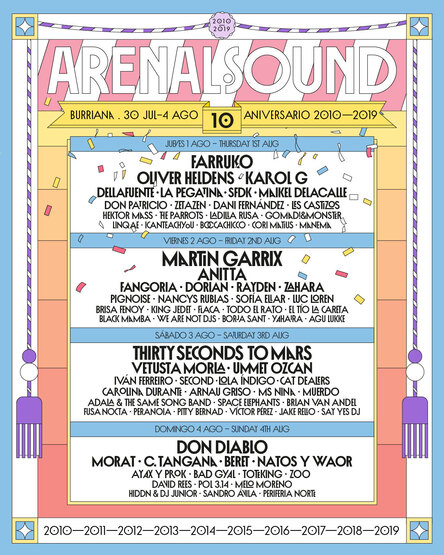 2010
2019
ARENAL SOUND
BURRIANA . 30 JUL–4 AGO 10 ANIVERSARIO 2010–2019
JUEVES 1 AGO – THURSDAY 1ST AUG
FARRUKO
OLIVER HELDENS · KAROL G
DELLAFUENTE · LA PEGATINA · SFDK · MAIKEL DELACALLE
DON PATRICIO · ZETAZEN · DANI FERNÁNDEZ · LES CASTIZOS
HEKTOR MASS · THE PARROTS · LADILLA RUSA · GOMAD!&MONSTER
LINQAE · KANTEACHYOU · BOCCACHICCO · CORI MATIUS · MANEMA
VIERNES 2 AGO – FRIDAY 2ND AUG
MARTIN GARRIX
ANITTA
FANGORIA · DORIAN · RAYDEN · ZAHARA
PIGNOISE · NANCYS RUBIAS · SOFIA ELLAR · LUC LOREN
BRISA FENOY · KING JEDET · FLACA · TODO EL RATO · EL TÍO LA CARETA
BLACK MAMBA · WE ARE NOT DJS · BORJA SANT · YAHAIRA · AGU LUKKE
SÁBADO 3 AGO – SATURDAY 3RD AUG
THIRTY SECONDS TO MARS
VETUSTA MORLA · UMMET OZCAN
IVÁN FERREIRO · SECOND · LOLA INDIGO · CAT DEALERS
CAROLINA DURANTE · ARNAU GRISO · MS NINA · MUERDO
ADALA & THE SAME SONG BAND · SPACE ELEPHANTS · BRIAN VAN ANDEL
FUSA NOCTA · PERANOIA · PITTY BERNAD · VÍCTOR PÉREZ · JAKE RELLO · SAY YES DJ
DOMINGO 4 AGO – SUNDAY 4TH AUG
DON DIABLO
MORAT · C. TANGANA · BERET · NATOS Y WAOR
AYAX Y PROK · BAD GYAL · TOTEKING · ZOO
DAVID REES · POL 3.14 · MELO MORENO
HIDDN & DJ JUNIOR · SANDRO ÁVILA · PERIFERIA NORTE
2010—2011—2012—2013—2014—2015—2016—2017—2018—2019